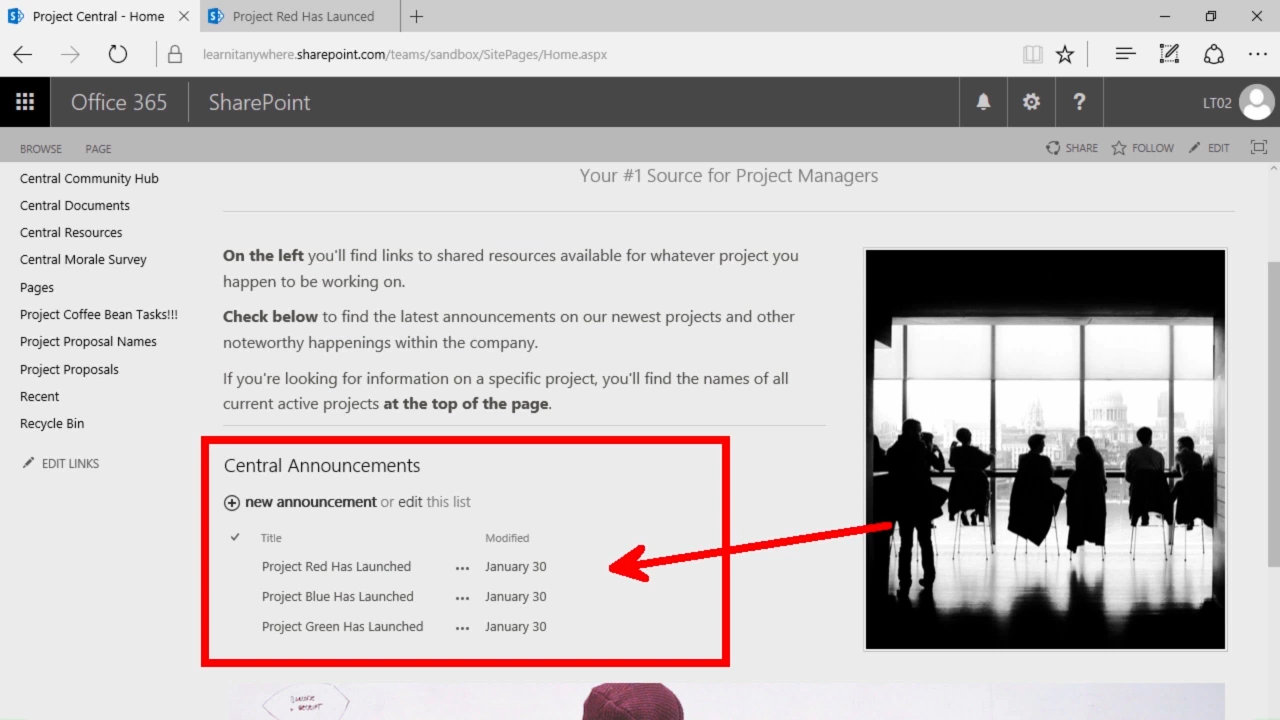 Project Central - Home
Project Red Has Launced
learnitanywhere.sharepoint.com/teams/sandbox/SitePages/Home.aspx
Office 365
SharePoint
LT02
BROWSE PAGE
SHARE FOLLOW EDIT
Central Community Hub
Central Documents
Central Resources
Central Morale Survey
Pages
Project Coffee Bean Tasks!!!
Project Proposal Names
Project Proposals
Recent
Recycle Bin
EDIT LINKS
Your #1 Source for Project Managers
On the left you'll find links to shared resources available for whatever project you
happen to be working on.
Check below to find the latest announcements on our newest projects and other
noteworthy happenings within the company.
If you're looking for information on a specific project, you'll find the names of all
current active projects at the top of the page.
Central Announcements
new announcement or edit this list
Title Modified
Project Red Has Launched ... January 30
Project Blue Has Launched ... January 30
Project Green Has Launched ... January 30